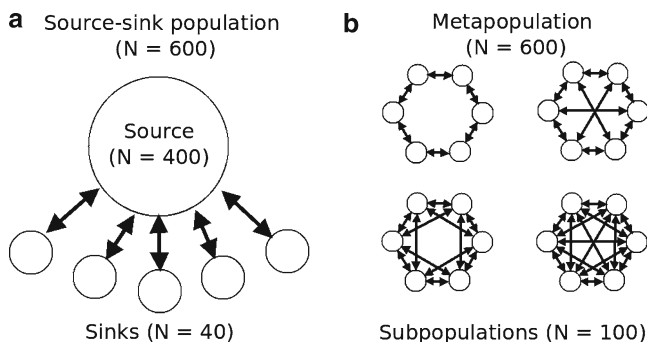 a
Source-sink population
(N = 600)
Source
(N = 400)
Sinks (N = 40)
b
Metapopulation
(N = 600)
Subpopulations (N = 100)